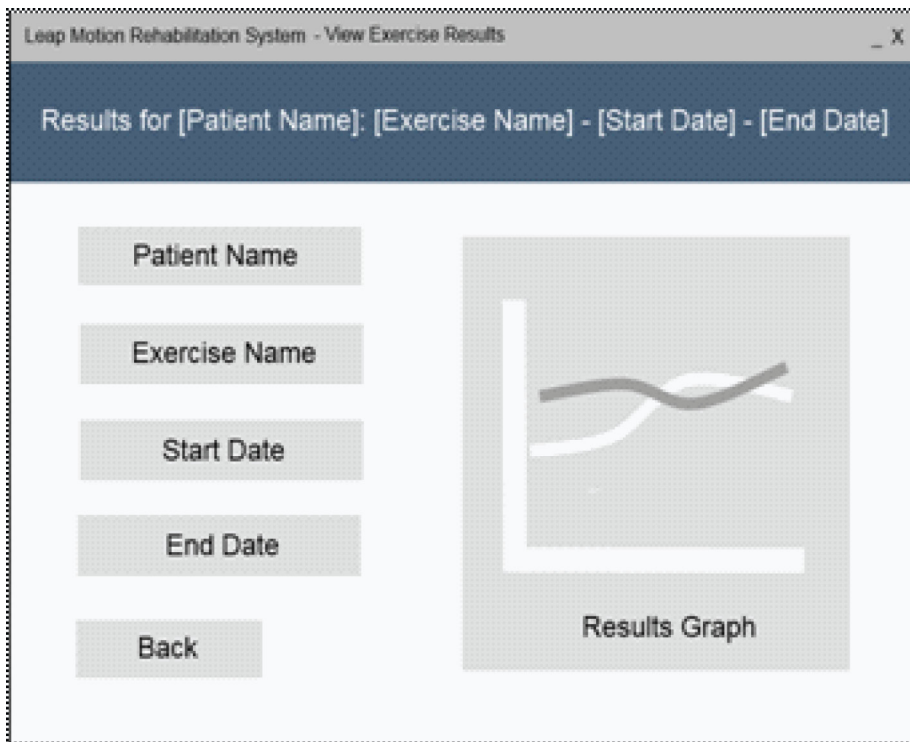 Leap Motion Rehabilitation System - View Exercise Results _ X
Results for [Patient Name]: [Exercise Name] - [Start Date] - [End Date]
Patient Name
Exercise Name
Start Date
End Date
Back
Results Graph